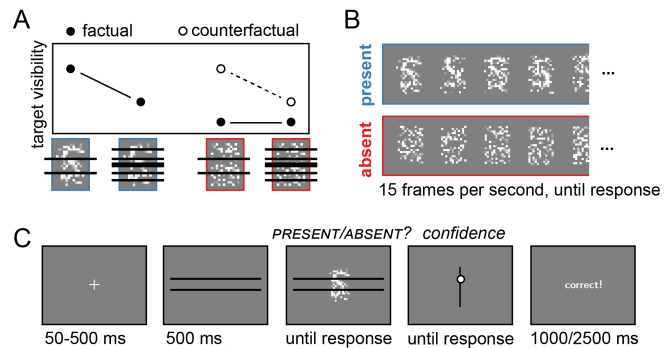 A
factual
counterfactual
target visibility
B
present
...
absent
...
15 frames per second, until response
C
PRESENT/ABSENT? confidence
correct!
50-500 ms
500 ms
until response
until response
1000/2500 ms